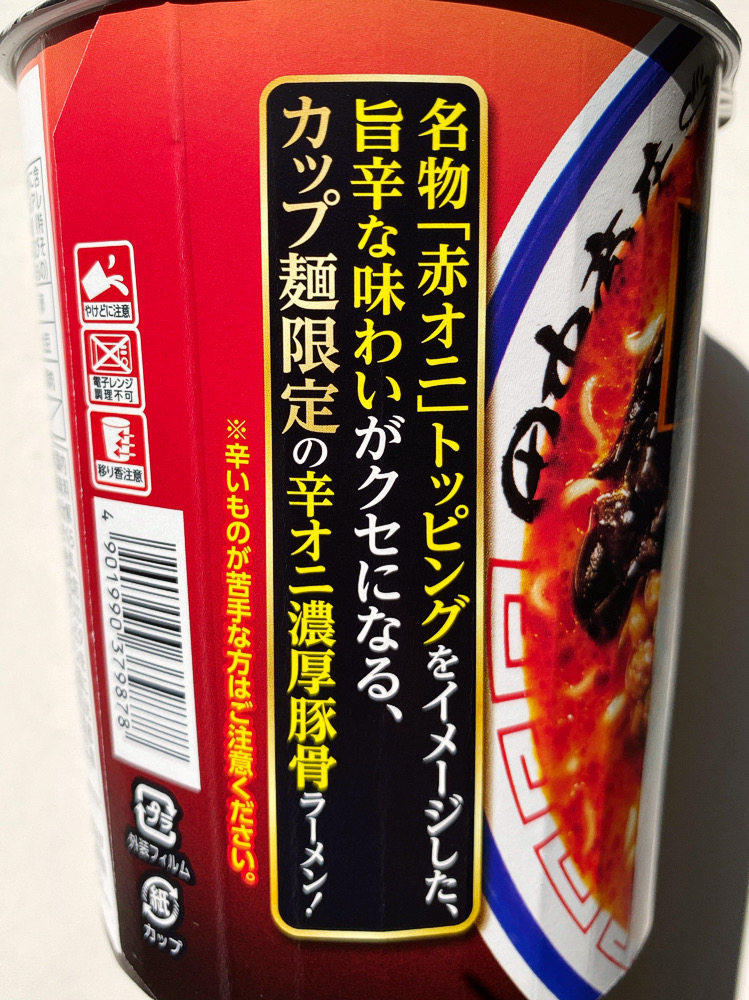 名物「赤オニ」トッピングをイメージした、
旨辛な味わいがクセになる、
カップ麺限定の辛オニ濃厚豚骨ラーメン!
※辛いものが苦手な方はご注意ください。
やけどに注意
電子レンジ
調理不可
移り香注意
4 901990 379878
プラ
外装フィルム
紙
カップ